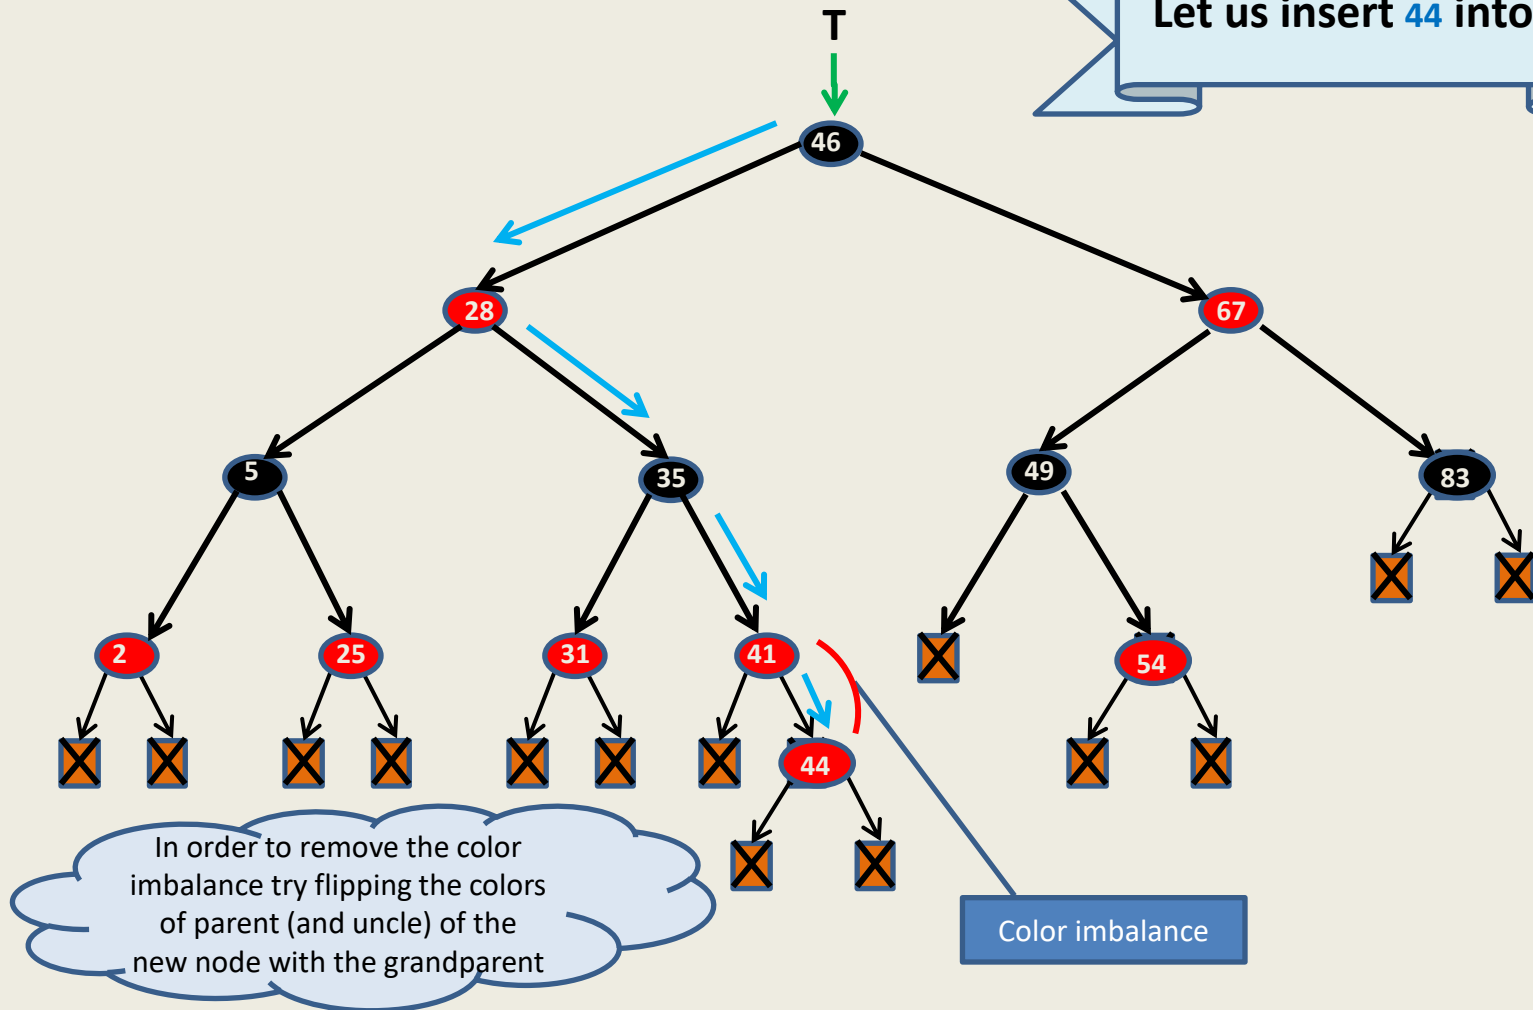 Let us insert 44 into
T
46
28
67
5
35
49
83
2
25
31
41
54
44
In order to remove the color
imbalance try flipping the colors
of parent (and uncle) of the
new node with the grandparent
Color imbalance